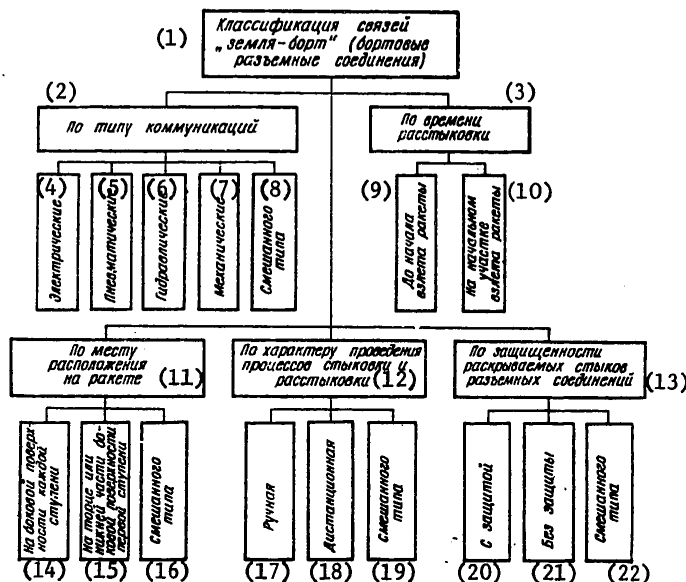 (1) Классификация связей
„земля-борт" (бортовые
разъемные соединения)
(2)
По типу коммуникаций
(3)
По времени
расстыковки
(4) Электрические
(5) Пневматические
(6) Гидравлические
(7) Механические
(8) Смешанного
типа
(9) До начала
взлета ракеты
(10) На начальном
участке
взлета ракеты
По месту
расположения
на ракете (11)
По характеру проведения
процессов стыковки и
расстыковки (12)
По защищенности
раскрываемых стыков
разъемных соединений (13)
На боковой поверх-
ности каждой
ступени
(14)
На торце или
нижней части бо-
ковой поверхности
первой ступени
(15)
Смешанного
типа
(16)
Ручная
(17)
Дистанционная
(18)
Смешанного
типа
(19)
С защитой
(20)
Без защиты
(21)
Смешанного
типа
(22)